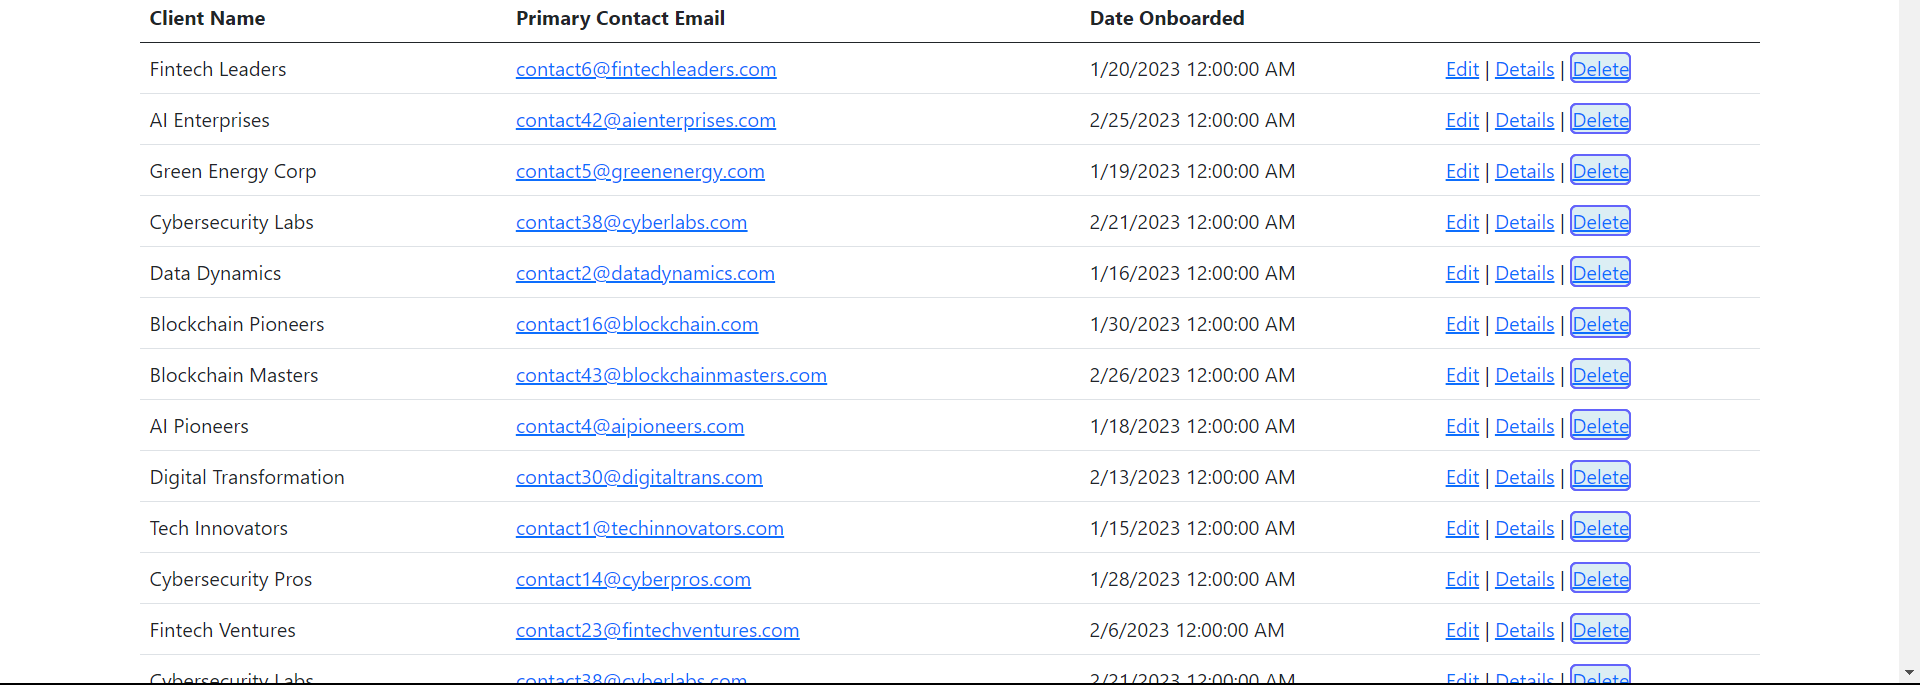 Client Name Primary Contact Email Date Onboarded
Fintech Leaders contact6@fintechleaders.com 1/20/2023 12:00:00 AM Edit | Details | Delete
AI Enterprises contact42@aienterprises.com 2/25/2023 12:00:00 AM Edit | Details | Delete
Green Energy Corp contact5@greenenergy.com 1/19/2023 12:00:00 AM Edit | Details | Delete
Cybersecurity Labs contact38@cyberlabs.com 2/21/2023 12:00:00 AM Edit | Details | Delete
Data Dynamics contact2@datadynamics.com 1/16/2023 12:00:00 AM Edit | Details | Delete
Blockchain Pioneers contact16@blockchain.com 1/30/2023 12:00:00 AM Edit | Details | Delete
Blockchain Masters contact43@blockchainmasters.com 2/26/2023 12:00:00 AM Edit | Details | Delete
AI Pioneers contact4@aipioneers.com 1/18/2023 12:00:00 AM Edit | Details | Delete
Digital Transformation contact30@digitaltrans.com 2/13/2023 12:00:00 AM Edit | Details | Delete
Tech Innovators contact1@techinnovators.com 1/15/2023 12:00:00 AM Edit | Details | Delete
Cybersecurity Pros contact14@cyberpros.com 1/28/2023 12:00:00 AM Edit | Details | Delete
Fintech Ventures contact23@fintechventures.com 2/6/2023 12:00:00 AM Edit | Details | Delete
Cybersecurity Labs contact38@cyberlabs.com 2/21/2023 12:00:00 AM Edit | Details | Delete